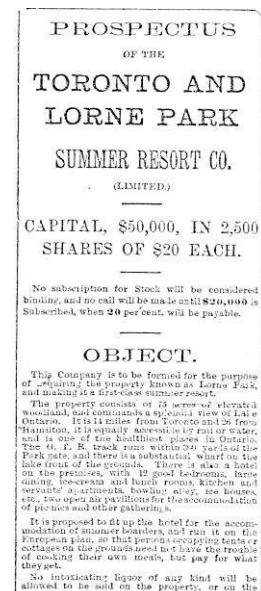 PROSPECTUS
OF THE
TORONTO AND
LORNE PARK
SUMMER RESORT CO.
(LIMITED.)
CAPITAL, $50,000, IN 2,500
SHARES OF $20 EACH.
No subscription for Stock will be considered
binding, and no call will be made until $20,000 is
Subscribed, when 20 per cent. will be payable.
OBJECT.
This Company is to be formed for the purpose
of acquiring the property known as Lorne Park,
and making it a first-class summer resort.
The property consists of 75 acres of elevated
woodland, and commands a splendid view of Lake
Ontario. It is 14 miles from Toronto and 26 from
Hamilton, it is equally accessible by rail or water,
and is one of the healthiest places in Ontario.
The G. T. R. track runs within yards of the
Park gate, and there is a substantial wharf on the
lake front of the grounds. There is also a hotel
on the premises, with 12 good bedrooms, large
dining, ice-cream and lunch rooms, kitchen and
servants' apartments, bowling alley, ice houses,
etc., two open air pavilions for the accommodation
of picnics and other gatherings.
It is proposed to fit up the hotel for the accom-
modation of summer boarders, and run it on the
European plan, so that persons occupying tents or
cottages on the grounds need not have the trouble
of cooking their own meals, but pay for what
they get.
No intoxicating liquor of any kind will be
allowed to be sold on the property, or on the